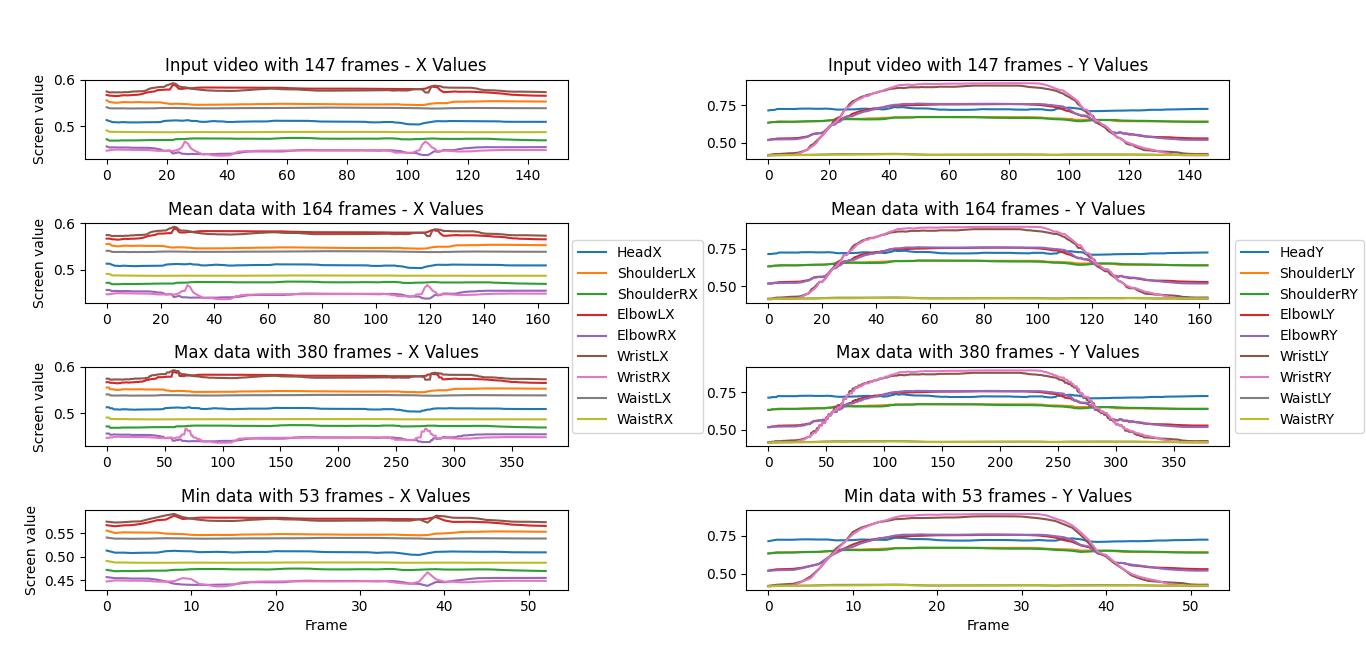 Input video with 147 frames - X Values
Screen value
0.6
0.5
0 20 40 60 80 100 120 140
Input video with 147 frames - Y Values
0.75
0.50
0 20 40 60 80 100 120 140
Mean data with 164 frames - X Values
Screen value
0.6
0.5
0 20 40 60 80 100 120 140 160
Mean data with 164 frames - Y Values
0.75
0.50
0 20 40 60 80 100 120 140 160
HeadX
ShoulderLX
ShoulderRX
ElbowLX
ElbowRX
WristLX
WristRX
WaistLX
WaistRX
HeadY
ShoulderLY
ShoulderRY
ElbowLY
ElbowRY
WristLY
WristRY
WaistLY
WaistRY
Max data with 380 frames - X Values
Screen value
0.6
0.5
0 50 100 150 200 250 300 350
Max data with 380 frames - Y Values
0.75
0.50
0 50 100 150 200 250 300 350
Min data with 53 frames - X Values
Screen value
0.55
0.50
0.45
0 10 20 30 40 50
Frame
Min data with 53 frames - Y Values
0.75
0.50
0 10 20 30 40 50
Frame